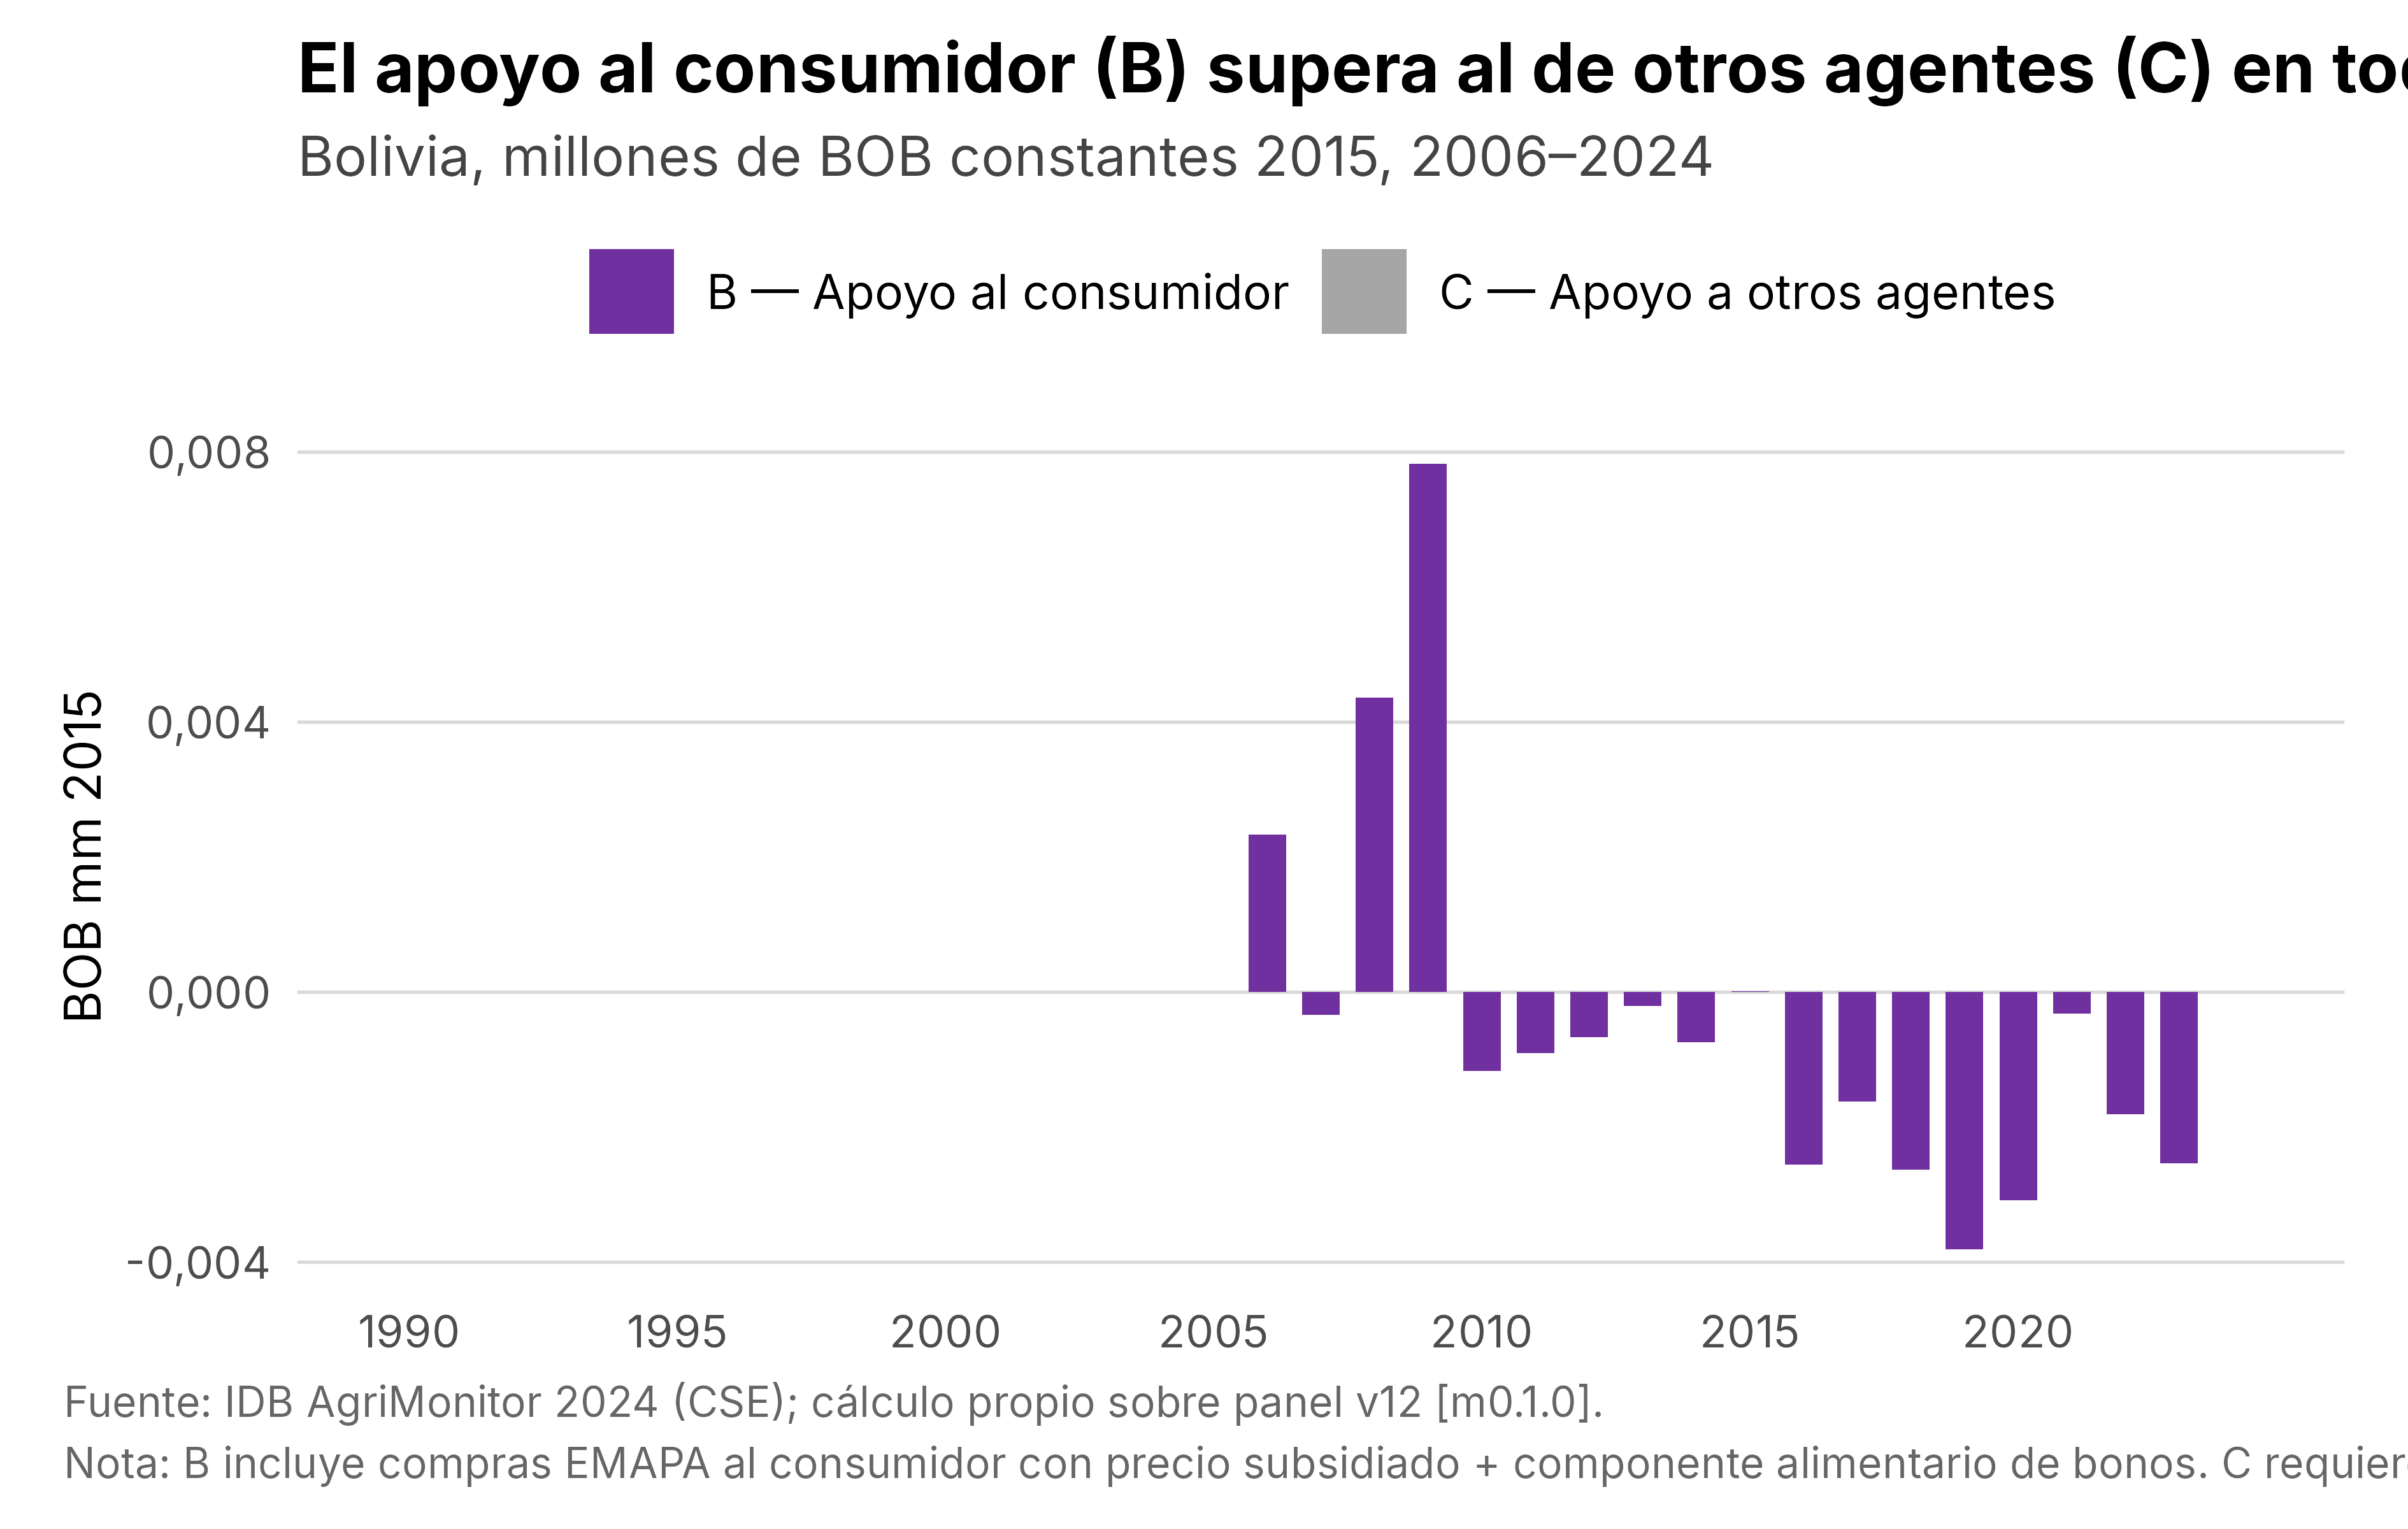 El apoyo al consumidor (B) supera al de otros agentes (C) en
Bolivia, millones de BOB constantes 2015, 2006–2024
B — Apoyo al consumidor
C — Apoyo a otros agentes
BOB mm 2015
0,008
0,004
0,000
-0,004
1990 1995 2000 2005 2010 2015 2020
Fuente: IDB AgriMonitor 2024 (CSE); cálculo propio sobre panel v12 [m0.1.0].
Nota: B incluye compras EMAPA al consumidor con precio subsidiado + componente alimentario de bonos. C